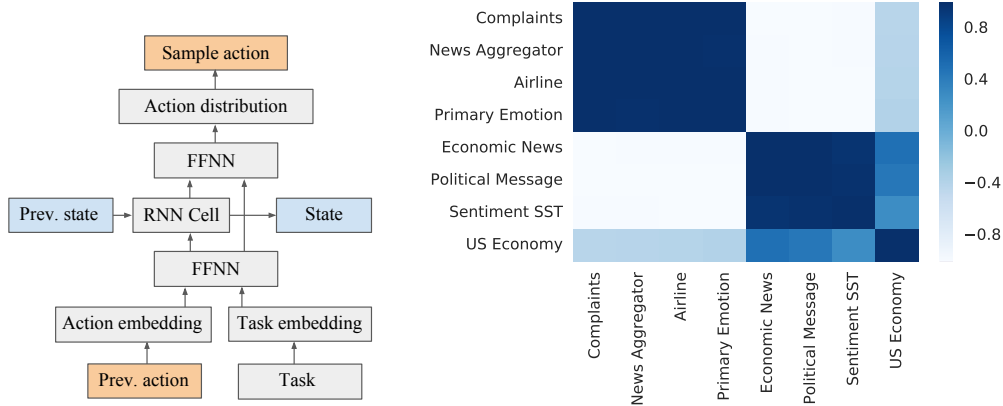 Sample action
Action distribution
FFNN
Prev. state
RNN Cell
State
FFNN
Action embedding
Task embedding
Prev. action
Task
Complaints
News Aggregator
Airline
Primary Emotion
Economic News
Political Message
Sentiment SST
US Economy
Complaints
News Aggregator
Airline
Primary Emotion
Economic News
Political Message
Sentiment SST
US Economy
0.8
0.4
0.0
−0.4
−0.8